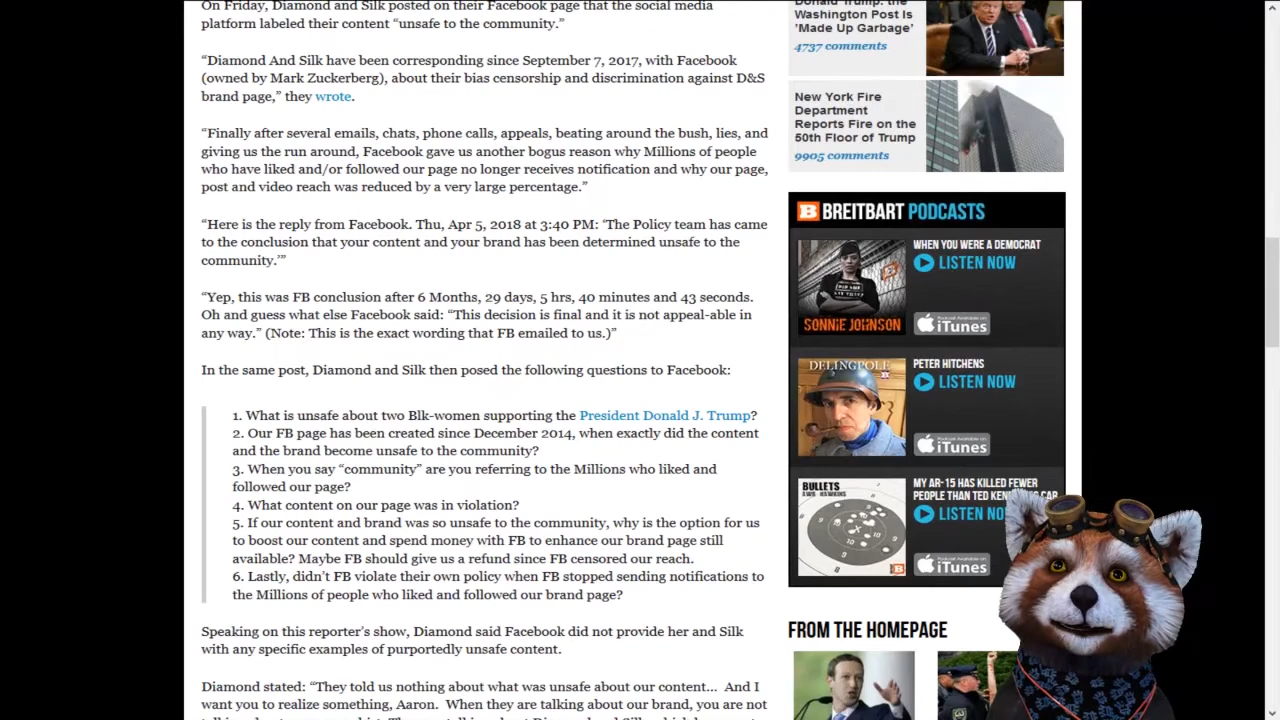 On Friday, Diamond and Silk posted on their Facebook page that the social media
platform labeled their content “unsafe to the community.”
“Diamond And Silk have been corresponding since September 7, 2017, with Facebook
(owned by Mark Zuckerberg), about their bias censorship and discrimination against D&S
brand page,” they wrote.
“Finally after several emails, chats, phone calls, appeals, beating around the bush, lies, and
giving us the run around, Facebook gave us another bogus reason why Millions of people
who have liked and/or followed our page no longer receives notification and why our page,
post and video reach was reduced by a very large percentage.”
“Here is the reply from Facebook. Thu, Apr 5, 2018 at 3:40 PM: ‘The Policy team has came
to the conclusion that your content and your brand has been determined unsafe to the
community.’”
“Yep, this was FB conclusion after 6 Months, 29 days, 5 hrs, 40 minutes and 43 seconds.
Oh and guess what else Facebook said: “This decision is final and it is not appeal-able in
any way.” (Note: This is the exact wording that FB emailed to us.)”
In the same post, Diamond and Silk then posed the following questions to Facebook:
1. What is unsafe about two Blk-women supporting the President Donald J. Trump?
2. Our FB page has been created since December 2014, when exactly did the content
and the brand become unsafe to the community?
3. When you say “community” are you referring to the Millions who liked and
followed our page?
4. What content on our page was in violation?
5. If our content and brand was so unsafe to the community, why is the option for us
to boost our content and spend money with FB to enhance our brand page still
available? Maybe FB should give us a refund since FB censored our reach.
6. Lastly, didn’t FB violate their own policy when FB stopped sending notifications to
the Millions of people who liked and followed our brand page?
Speaking on this reporter’s show, Diamond said Facebook did not provide her and Silk
with any specific examples of purportedly unsafe content.
Diamond stated: “They told us nothing about what was unsafe about our content… And I
want you to realize something, Aaron. When they are talking about our brand, you are not
Donald Trump: the
Washington Post Is
‘Made Up Garbage’
4737 comments
New York Fire
Department
Reports Fire on the
50th Floor of Trump
9905 comments
B BREITBART PODCASTS
WHEN YOU WERE A DEMOCRAT
LISTEN NOW
SONNIE JOHNSON
Podcast Available on
iTunes
DELINGPOLE
PETER HITCHENS
LISTEN NOW
Podcast Available on
iTunes
BULLETS
AWR HAWKINS
MY AR-15 HAS KILLED FEWER
PEOPLE THAN TED CAR
LISTEN NO
Podcast Available on
iTunes
FROM THE HOMEPAGE